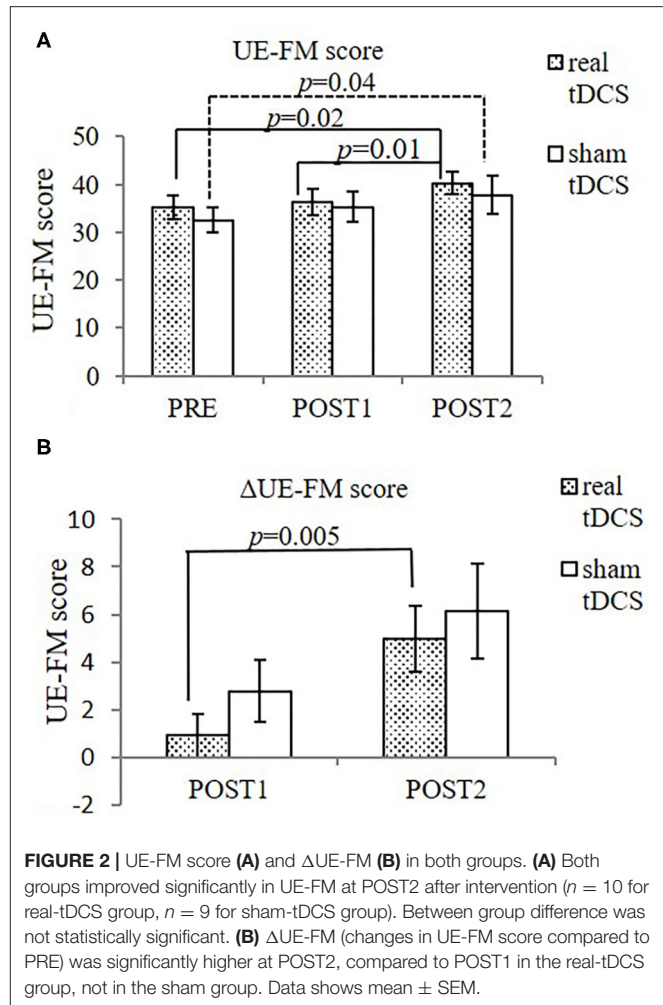 A
UE-FM score
real
tDCS
sham
tDCS
p=0.04
p=0.02
p=0.01
UE-FM score
50
40
30
20
10
0
PRE POST1 POST2
B
ΔUE-FM score
real
tDCS
sham
tDCS
p=0.005
UE-FM score
10
8
6
4
2
0
-2
POST1 POST2
FIGURE 2 | UE-FM score (A) and ΔUE-FM (B) in both groups. (A) Both
groups improved significantly in UE-FM at POST2 after intervention (n = 10 for
real-tDCS group, n = 9 for sham-tDCS group). Between group difference was
not statistically significant. (B) ΔUE-FM (changes in UE-FM score compared to
PRE) was significantly higher at POST2, compared to POST1 in the real-tDCS
group, not in the sham group. Data shows mean ± SEM.